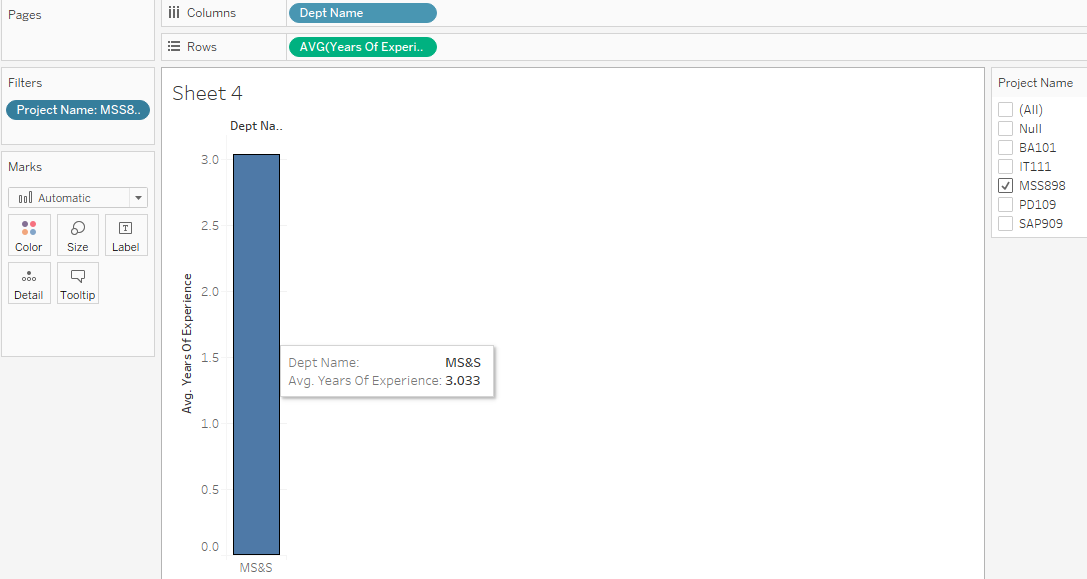 Pages
Columns
Dept Name
Rows
AVG(Years Of Experi..
Filters
Project Name: MSS8..
Marks
Automatic
Color
Size
Label
Detail
Tooltip
Sheet 4
Dept Na..
3.0
2.5
2.0
1.5
1.0
0.5
0.0
Avg. Years Of Experience
MS&S
Dept Name: MS&S
Avg. Years Of Experience: 3.033
Project Name
(All)
Null
BA101
IT111
MSS898
PD109
SAP909